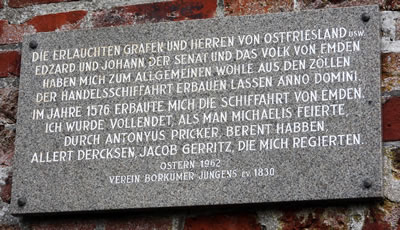 DIE ERLAUCHTEN GRAFEN UND HERREN VON OSTFRIESLAND USW.
EDZARD UND JOHANN DER SENAT UND DAS VOLK VON EMDEN
HABEN MICH ZUM ALLGEMEINEN WOHLE AUS DEN ZÖLLEN
DER HANDELSSCHIFFAHRT ERBAUEN LASSEN ANNO DOMINI.
IM JAHRE 1576 ERBAUTE MICH DIE SCHIFFAHRT VON EMDEN.
ICH WURDE VOLLENDET, ALS MAN MICHAELIS FEIERTE,
DURCH ANTONYUS PRICKER, BERENT HABBEN,
ALLERT DERCKSEN, JACOB GERRITZ, DIE MICH REGIERTEN.
OSTERN 1962
VEREIN BORKUMER JUNGENS EV. 1830